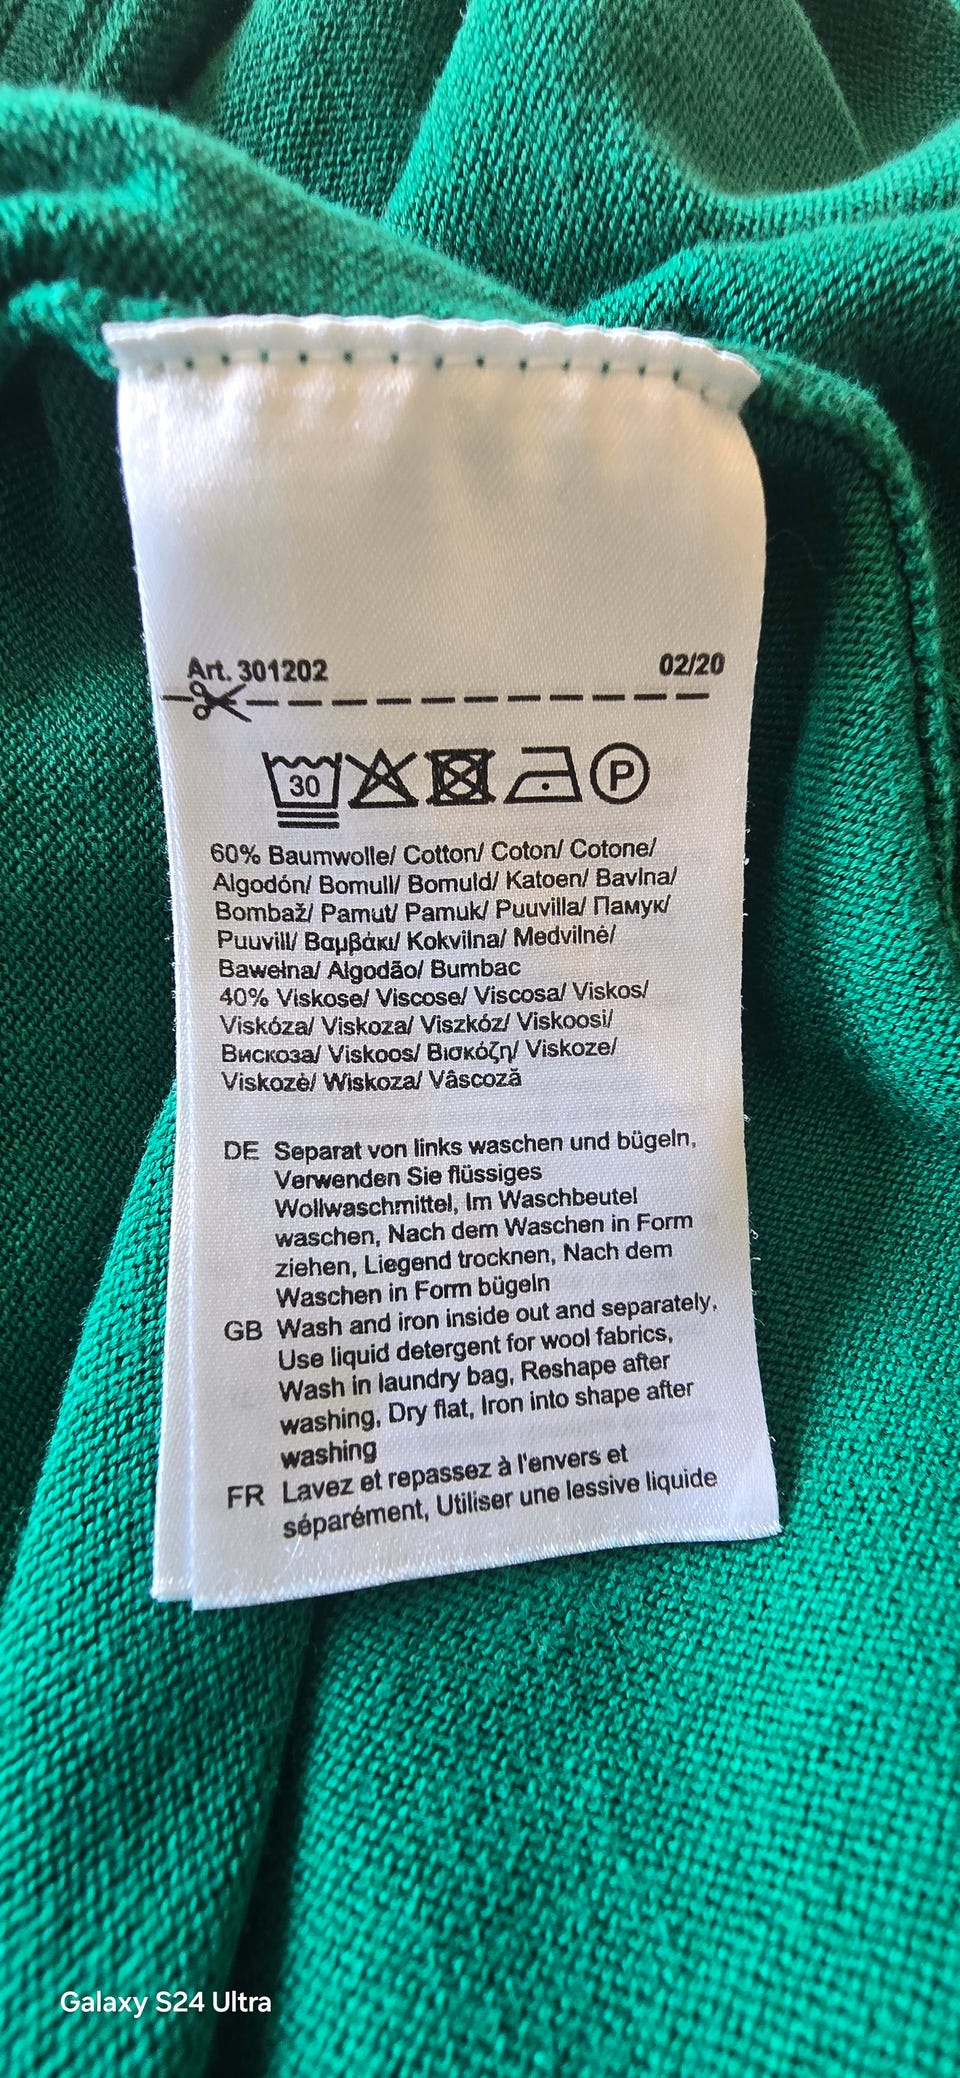 Art. 301202 02/20
30 P
60% Baumwolle/ Cotton/ Coton/ Cotone/
Algodón/ Bomull/ Bomuld/ Katoen/ Bavlna/
Bombaž/ Pamut/ Pamuk/ Puuvilla/ Памук/
Puuvill/ Βαμβάκι/ Kokvilna/ Medvilnė/
Bawełna/ Algodão/ Bumbac
40% Viskose/ Viscose/ Viscosa/ Viskos/
Viskóza/ Viskoza/ Viszkóz/ Viskoosi/
Вискоза/ Viskoos/ Βισκόζη/ Viskoze/
Viskozė/ Wiskoza/ Vâscoză
DE Separat von links waschen und bügeln,
Verwenden Sie flüssiges
Wollwaschmittel, Im Waschbeutel
waschen, Nach dem Waschen in Form
ziehen, Liegend trocknen, Nach dem
Waschen in Form bügeln
GB Wash and iron inside out and separately,
Use liquid detergent for wool fabrics,
Wash in laundry bag, Reshape after
washing, Dry flat, Iron into shape after
washing
FR Lavez et repassez à l'envers et
séparément, Utiliser une lessive liquide
Galaxy S24 Ultra